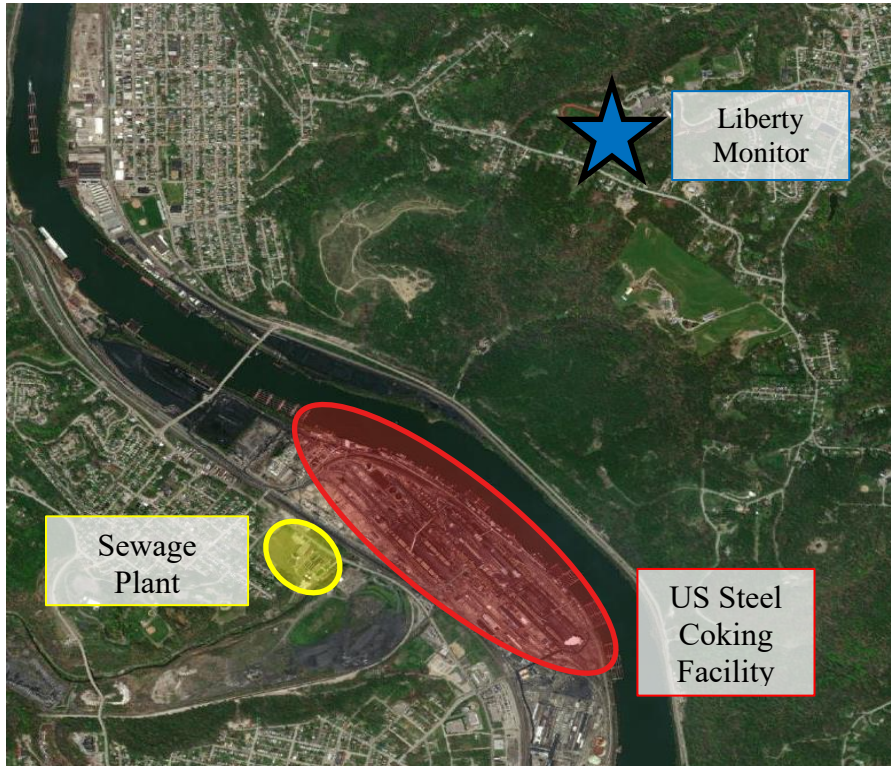 Liberty
Monitor
Sewage
Plant
US Steel
Coking
Facility